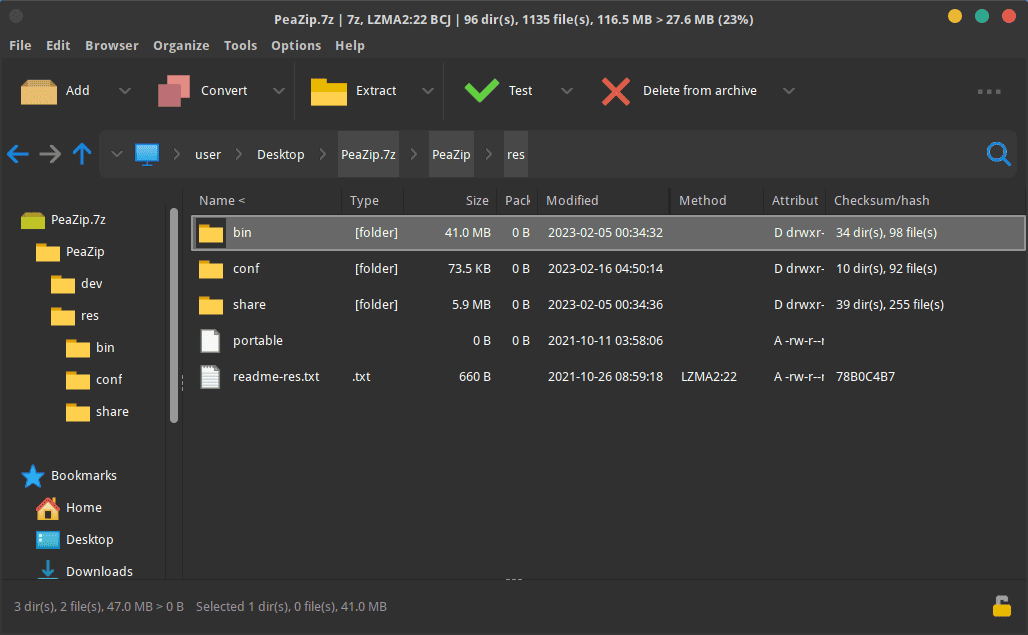 PeaZip.7z | 7z, LZMA2:22 BCJ | 96 dir(s), 1135 file(s), 116.5 MB > 27.6 MB (23%)
File Edit Browser Organize Tools Options Help
Add Convert Extract Test Delete from archive
user Desktop PeaZip.7z PeaZip res
PeaZip.7z
PeaZip
dev
res
bin
conf
share
Bookmarks
Home
Desktop
Downloads
Name < Type Size Pack Modified Method Attribut Checksum/hash
bin [folder] 41.0 MB 0 B 2023-02-05 00:34:32 D drwxr- 34 dir(s), 98 file(s)
conf [folder] 73.5 KB 0 B 2023-02-16 04:50:14 D drwxr- 10 dir(s), 92 file(s)
share [folder] 5.9 MB 0 B 2023-02-05 00:34:36 D drwxr- 39 dir(s), 255 file(s)
portable 0 B 0 B 2021-10-11 03:58:06 A -rw-r--r
readme-res.txt .txt 660 B 2021-10-26 08:59:18 LZMA2:22 A -rw-r--r 78B0C4B7
3 dir(s), 2 file(s), 47.0 MB > 0 B Selected 1 dir(s), 0 file(s), 41.0 MB